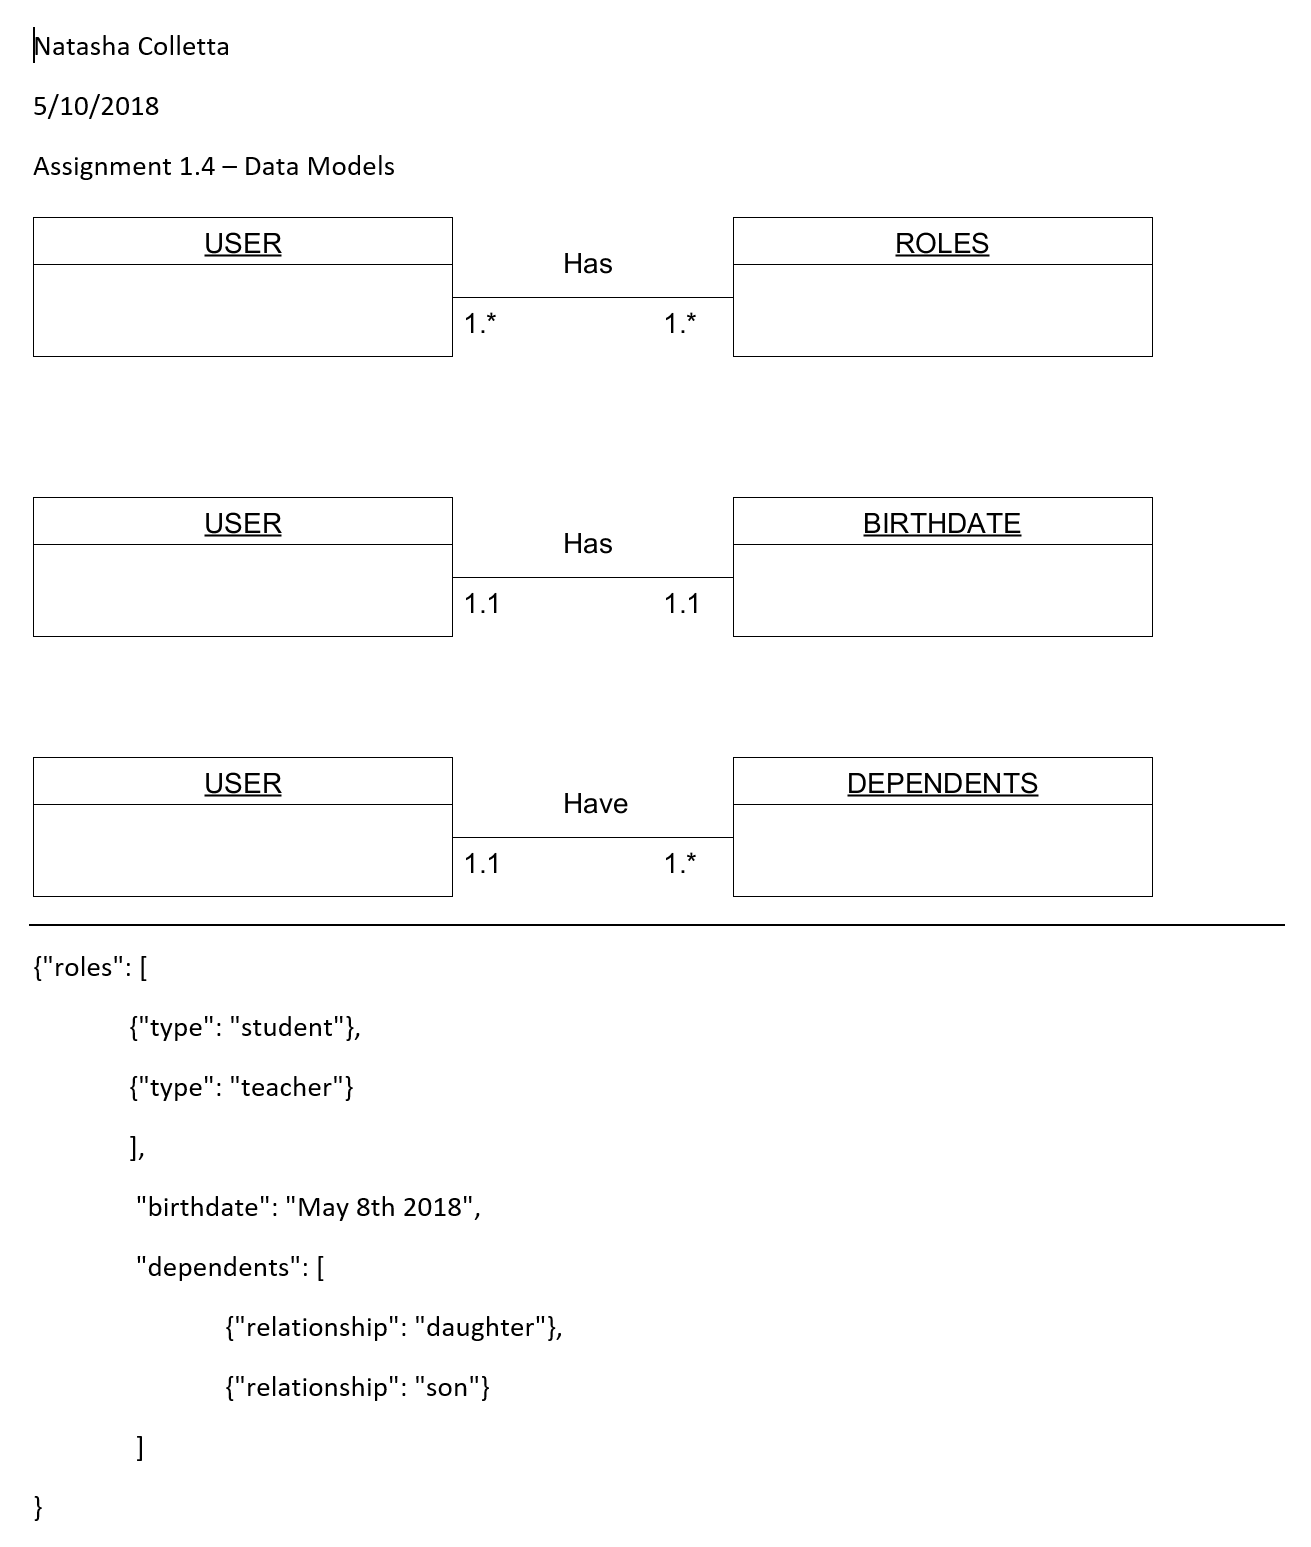 Natasha Colletta
5/10/2018
Assignment 1.4 – Data Models
USER
Has
ROLES
1.*
1.*
USER
Has
BIRTHDATE
1.1
1.1
USER
Have
DEPENDENTS
1.1
1.*
{"roles": [
{"type": "student"},
{"type": "teacher"}
],
"birthdate": "May 8th 2018",
"dependents": [
{"relationship": "daughter"},
{"relationship": "son"}
]
}